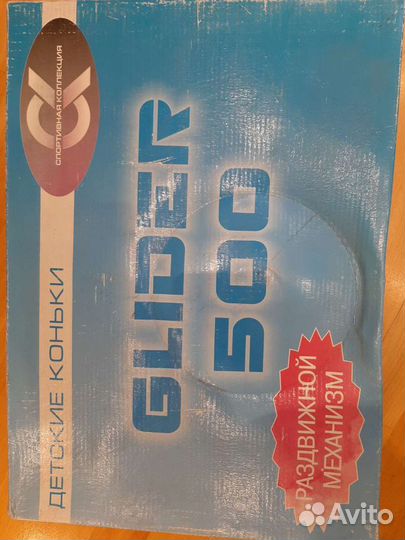 СК
СПОРТИВНАЯ КОЛЛЕКЦИЯ
ДЕТСКИЕ КОНЬКИ
GLIDER
500
РАЗДВИЖНОЙ
МЕХАНИЗМ
Avito